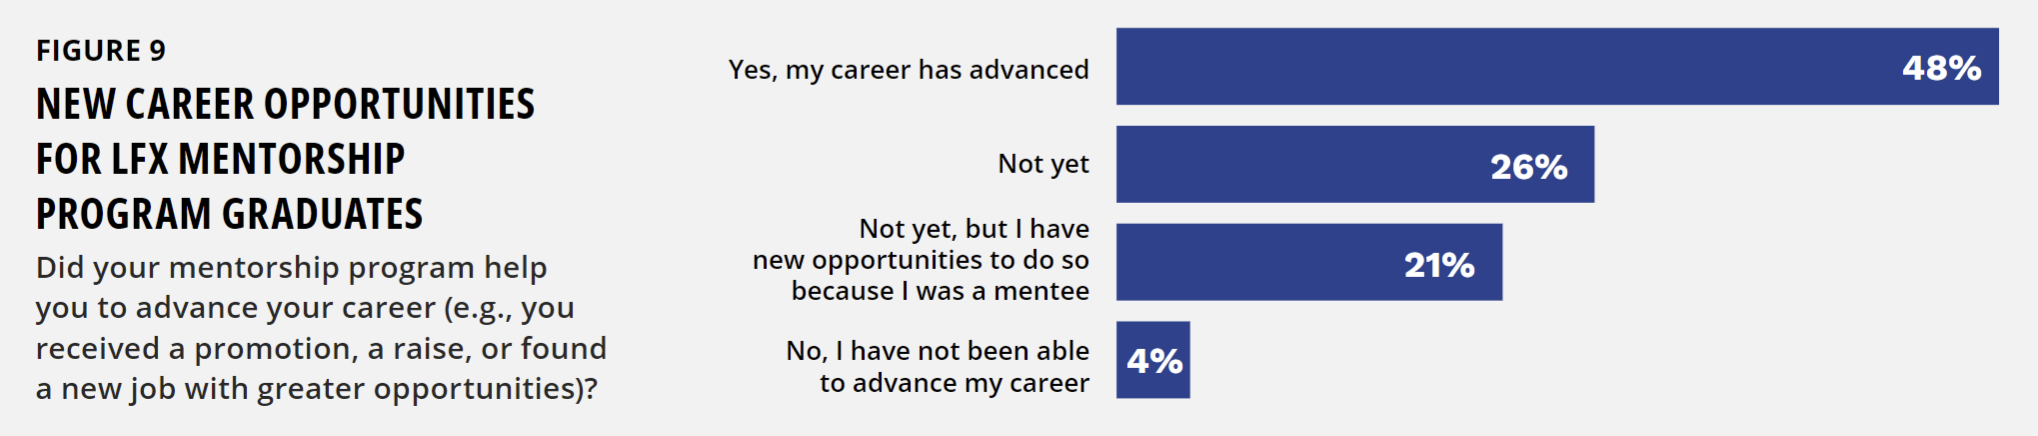 FIGURE 9
NEW CAREER OPPORTUNITIES
FOR LFX MENTORSHIP
PROGRAM GRADUATES
Did your mentorship program help
you to advance your career (e.g., you
received a promotion, a raise, or found
a new job with greater opportunities)?
Yes, my career has advanced
48%
Not yet
26%
Not yet, but I have
new opportunities to do so
because I was a mentee
21%
No, I have not been able
to advance my career
4%